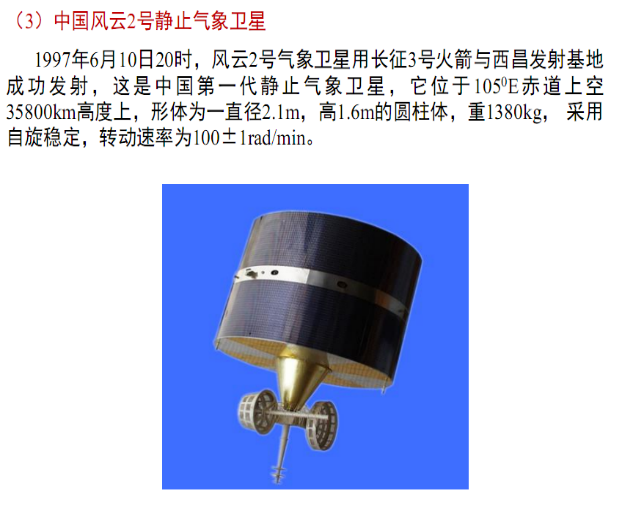 （3）中国风云2号静止气象卫星
1997年6月10日20时，风云2号气象卫星用长征3号火箭与西昌发射基地
成功发射，这是中国第一代静止气象卫星，它位于105⁰E赤道上空
35800km高度上，形体为一直径2.1m，高1.6m的圆柱体，重1380kg， 采用
自旋稳定，转动速率为100±1rad/min。